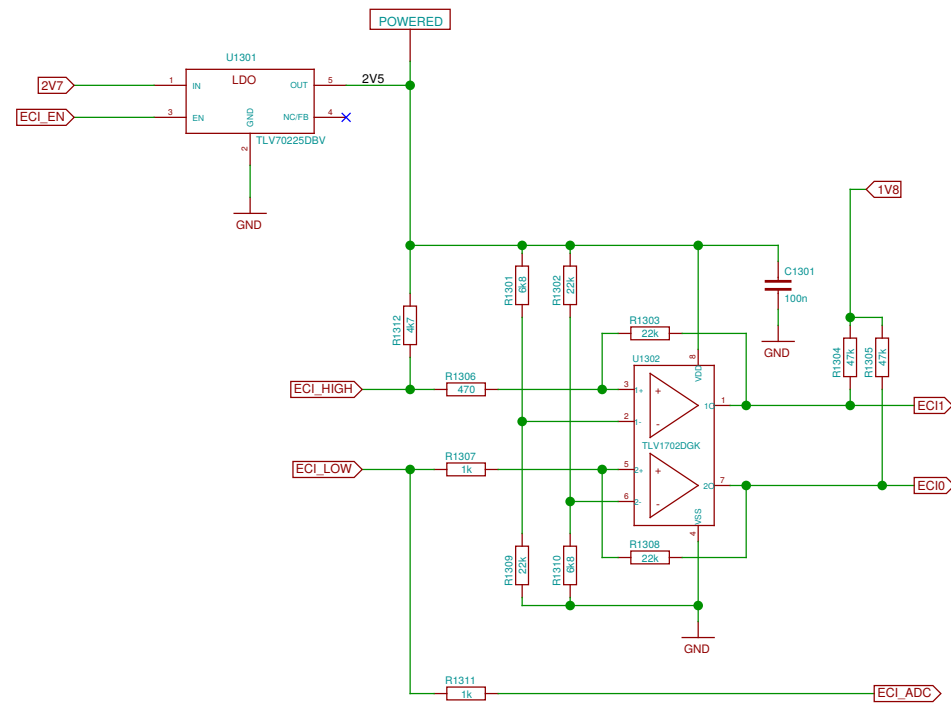 POWERED
U1301
LDO
2V7
1
IN
OUT
5
2V5
ECI_EN
3
EN
GND
NC/FB
4
2
TLV70225DBV
GND
1V8
R1301
6k8
R1302
22k
C1301
100n
R1312
4k7
R1303
22k
GND
R1304
47k
R1305
47k
U1302
8
VDD
ECI_HIGH
R1306
470
3
1+
1O
1
ECI1
2
1-
TLV1702DGK
ECI_LOW
R1307
1k
5
2+
2O
7
ECI0
6
2-
VSS
4
R1309
22k
R1310
6k8
R1308
22k
GND
R1311
1k
ECI_ADC